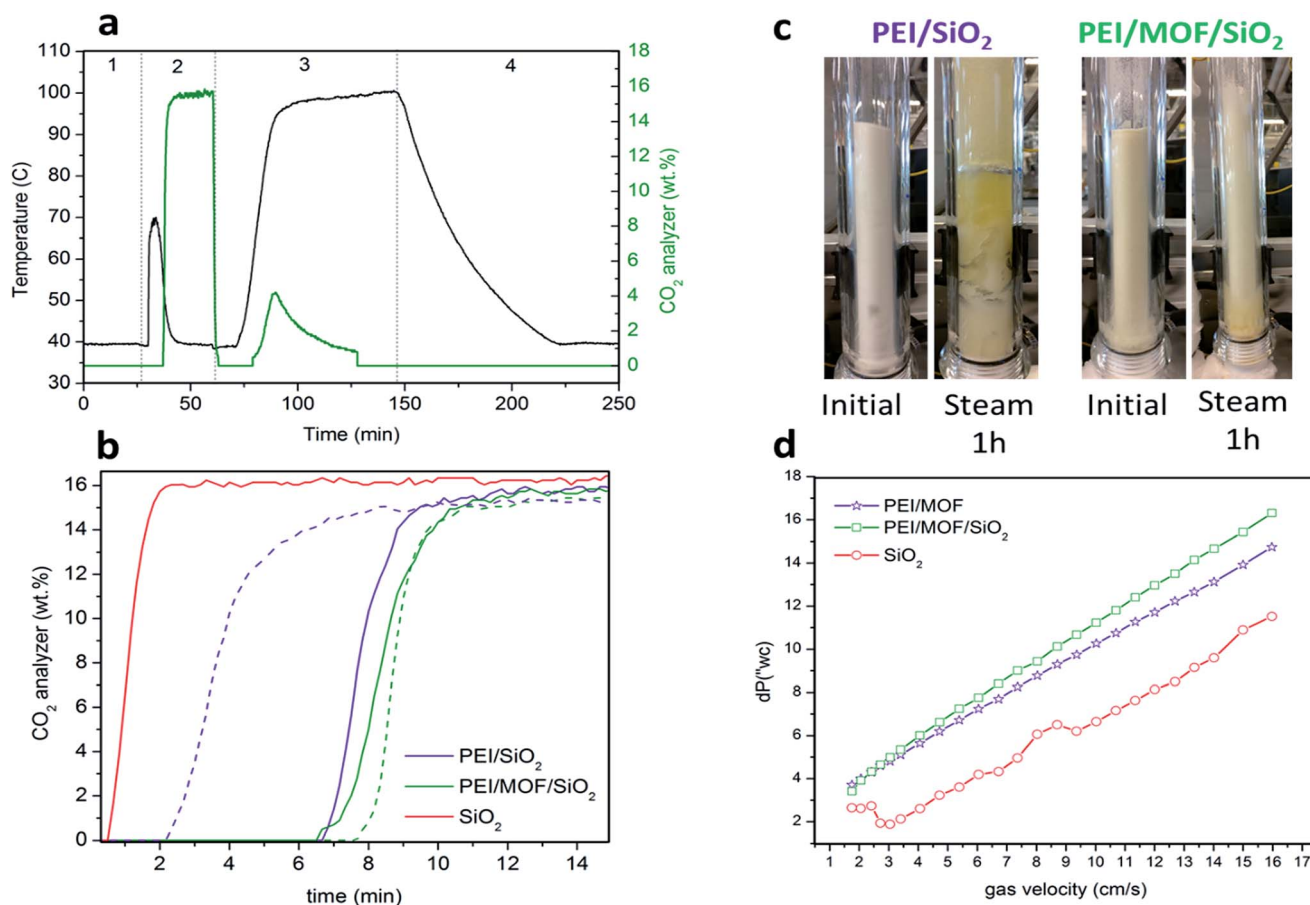 a
Temperature (C)
110
100
90
80
70
60
50
40
30
1
2
3
4
18
16
14
12
10
8
6
4
2
0
CO₂ analyzer (wt.%)
0
50
100
150
200
250
Time (min)
b
CO₂ analyzer (wt.%)
16
14
12
10
8
6
4
2
0
PEI/SiO₂
PEI/MOF/SiO₂
SiO₂
2
4
6
8
10
12
14
time (min)
c
PEI/SiO₂
PEI/MOF/SiO₂
Initial
Steam
1h
Initial
Steam
1h
d
dP("wc)
18
16
14
12
10
8
6
4
2
PEI/MOF
PEI/MOF/SiO₂
SiO₂
1 2 3 4 5 6 7 8 9 10 11 12 13 14 15 16 17
gas velocity (cm/s)